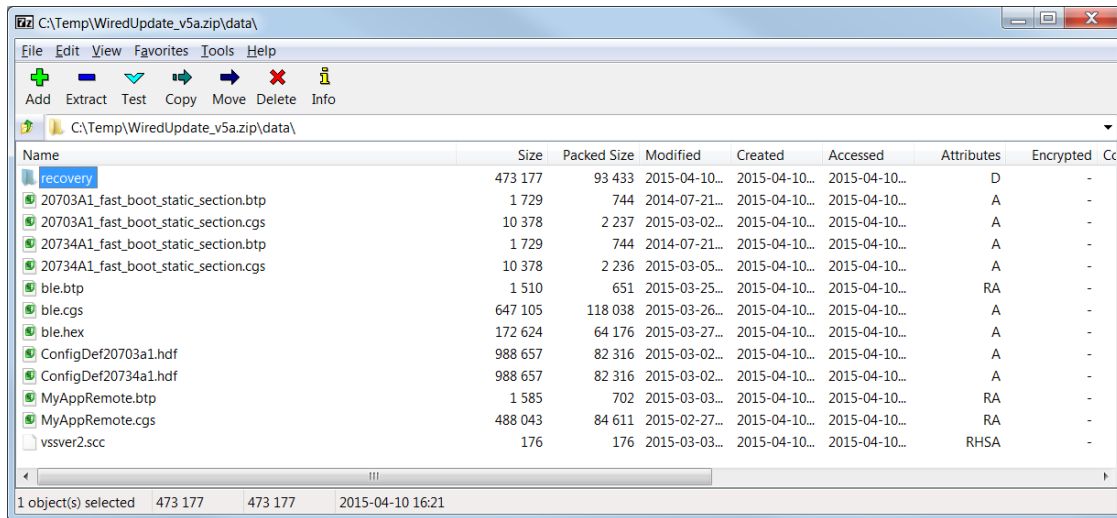 C:\Temp\WiredUpdate_v5a.zip\data\
File Edit View Favorites Tools Help
Add Extract Test Copy Move Delete Info
C:\Temp\WiredUpdate_v5a.zip\data\
Name Size Packed Size Modified Created Accessed Attributes Encrypted Co
recovery 473 177 93 433 2015-04-10... 2015-04-10... 2015-04-10... D -
20703A1_fast_boot_static_section.btp 1 729 744 2014-07-21... 2015-04-10... 2015-04-10... A -
20703A1_fast_boot_static_section.cgs 10 378 2 237 2015-03-02... 2015-04-10... 2015-04-10... A -
20734A1_fast_boot_static_section.btp 1 729 744 2014-07-21... 2015-04-10... 2015-04-10... A -
20734A1_fast_boot_static_section.cgs 10 378 2 236 2015-03-05... 2015-04-10... 2015-04-10... A -
ble.btp 1 510 651 2015-03-25... 2015-04-10... 2015-04-10... RA -
ble.cgs 647 105 118 038 2015-03-26... 2015-04-10... 2015-04-10... A -
ble.hex 172 624 64 176 2015-03-27... 2015-04-10... 2015-04-10... A -
ConfigDef20703a1.hdf 988 657 82 316 2015-03-02... 2015-04-10... 2015-04-10... A -
ConfigDef20734a1.hdf 988 657 82 316 2015-03-02... 2015-04-10... 2015-04-10... A -
MyAppRemote.btp 1 585 702 2015-03-03... 2015-04-10... 2015-04-10... RA -
MyAppRemote.cgs 488 043 84 611 2015-02-27... 2015-04-10... 2015-04-10... RA -
vssver2.scc 176 176 2015-03-03... 2015-04-10... 2015-04-10... RHSA -
1 object(s) selected 473 177 473 177 2015-04-10 16:21